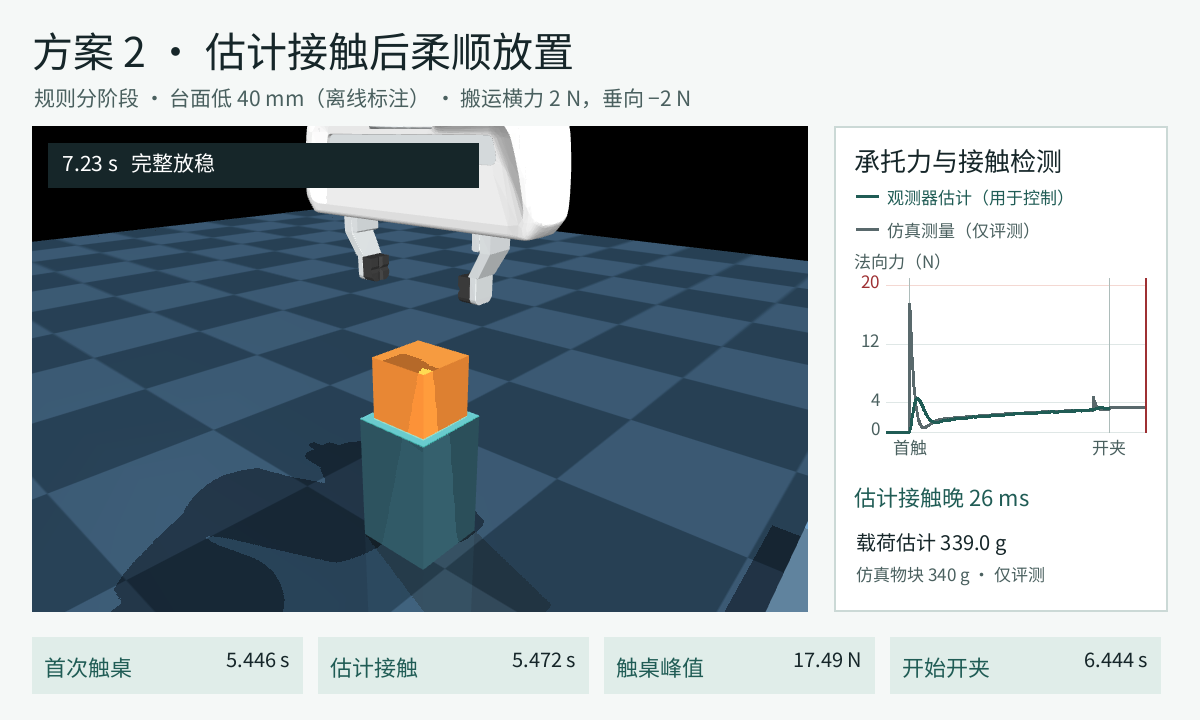 方案 2 · 估计接触后柔顺放置
规则分阶段 · 台面低 40 mm（离线标注） · 搬运横力 2 N，垂向 −2 N
7.23 s 完整放稳
承托力与接触检测
观测器估计（用于控制）
仿真测量（仅评测）
法向力（N）
20
12
4
0
首触
开夹
估计接触晚 26 ms
载荷估计 339.0 g
仿真物块 340 g · 仅评测
首次触桌 5.446 s
估计接触 5.472 s
触桌峰值 17.49 N
开始开夹 6.444 s